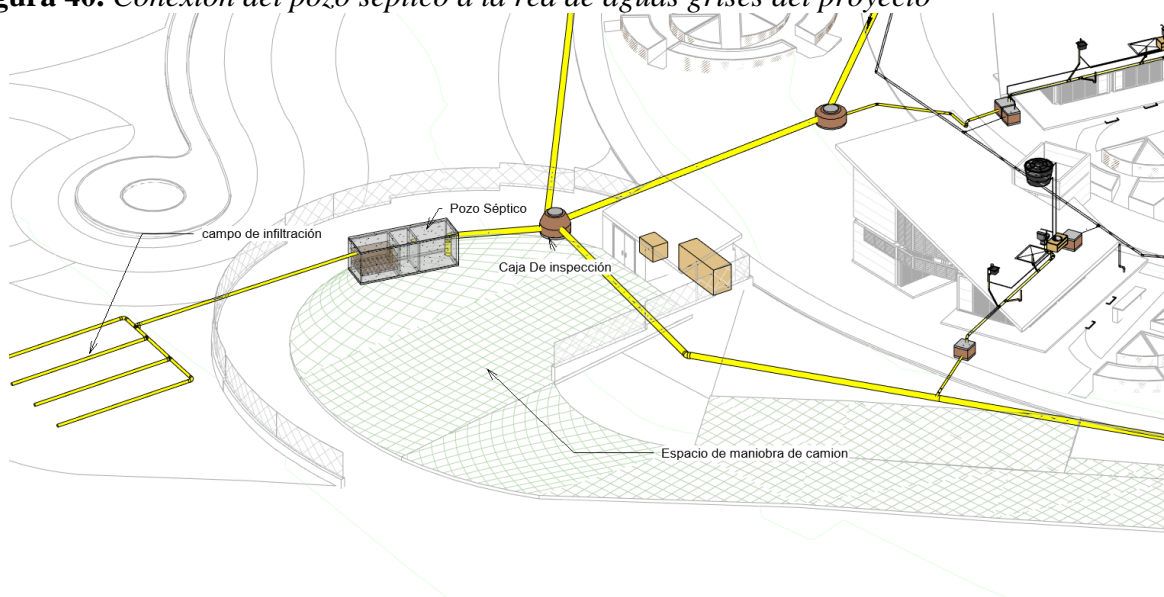 gura 40. Conexión del pozo séptico a la red de aguas grises del proyecto
Pozo Séptico
campo de infiltración
Caja De inspección
Espacio de maniobra de camion